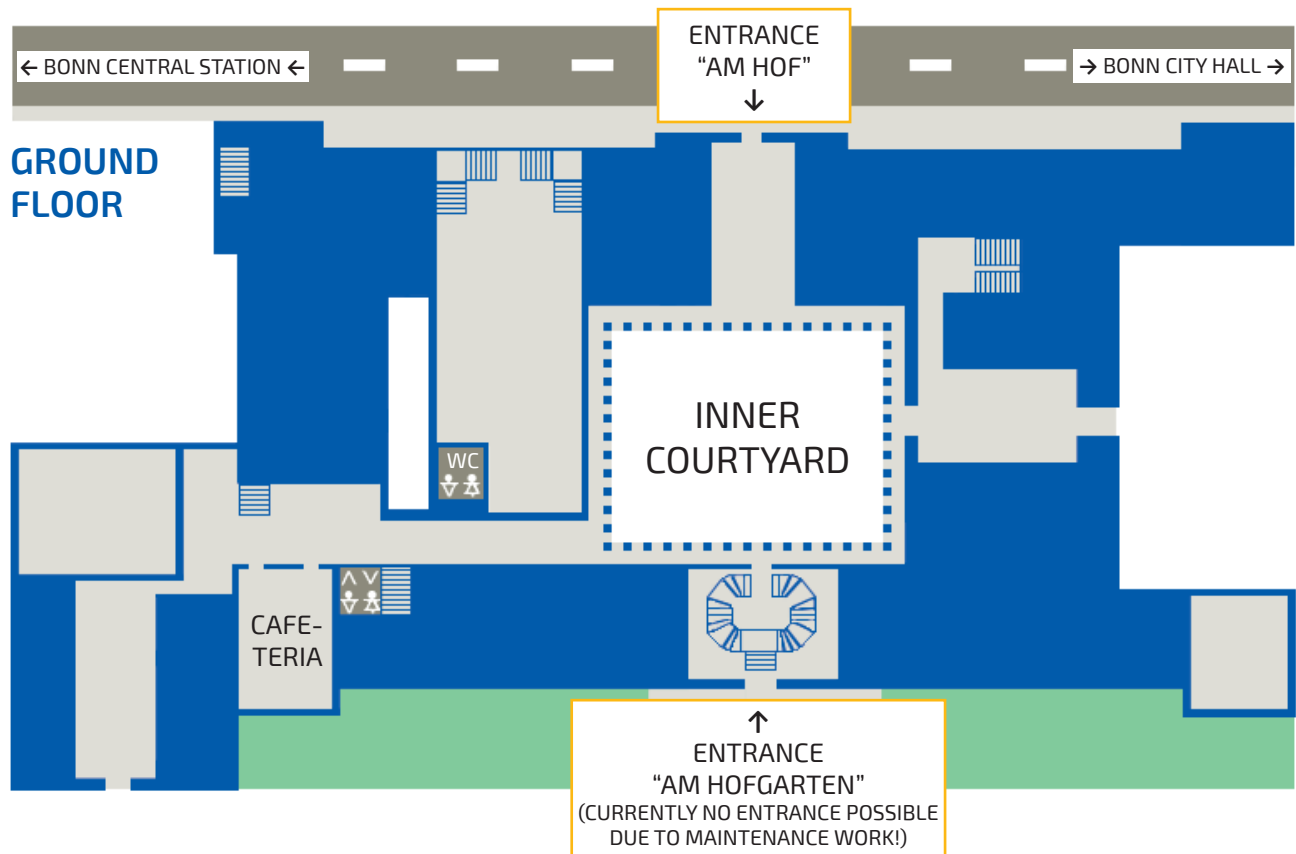 ENTRANCE
“AM HOF”
↓
← BONN CENTRAL STATION ←
→ BONN CITY HALL →
GROUND
FLOOR
INNER
COURTYARD
WC
CAFE-
TERIA
↑
ENTRANCE
“AM HOFGARTEN”
(CURRENTLY NO ENTRANCE POSSIBLE
DUE TO MAINTENANCE WORK!)